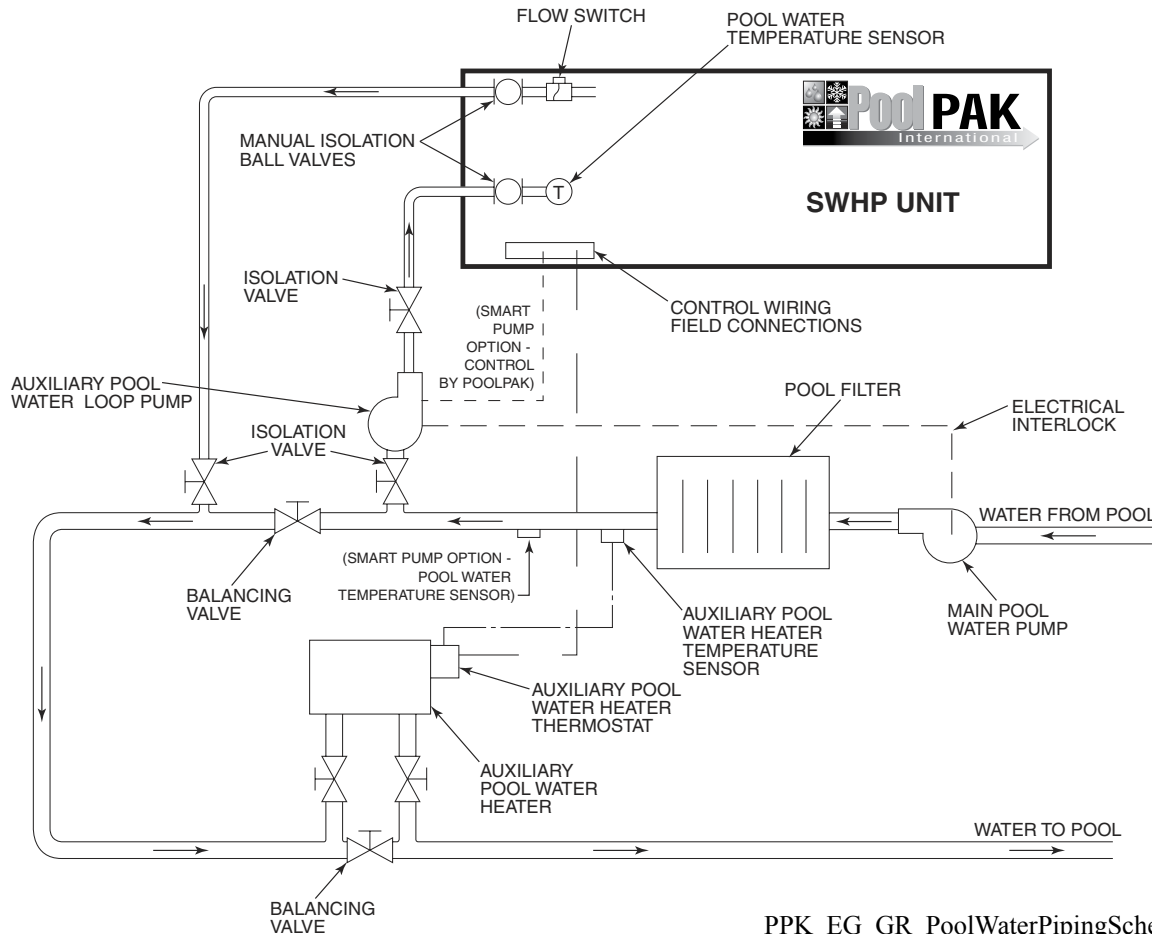 FLOW SWITCH
POOL WATER
TEMPERATURE SENSOR
PoolPAK
International
MANUAL ISOLATION
BALL VALVES
T
SWHP UNIT
ISOLATION
VALVE
(SMART
PUMP
OPTION -
CONTROL
BY POOLPAK)
CONTROL WIRING
FIELD CONNECTIONS
AUXILIARY POOL
WATER LOOP PUMP
POOL FILTER
ELECTRICAL
INTERLOCK
ISOLATION
VALVE
WATER FROM POOL
(SMART PUMP OPTION -
POOL WATER
TEMPERATURE SENSOR)
BALANCING
VALVE
AUXILIARY POOL
WATER HEATER
TEMPERATURE
SENSOR
MAIN POOL
WATER PUMP
AUXILIARY POOL
WATER HEATER
THERMOSTAT
AUXILIARY
POOL WATER
HEATER
WATER TO POOL
BALANCING
VALVE
PPK_EG_GR_PoolWaterPipingSche